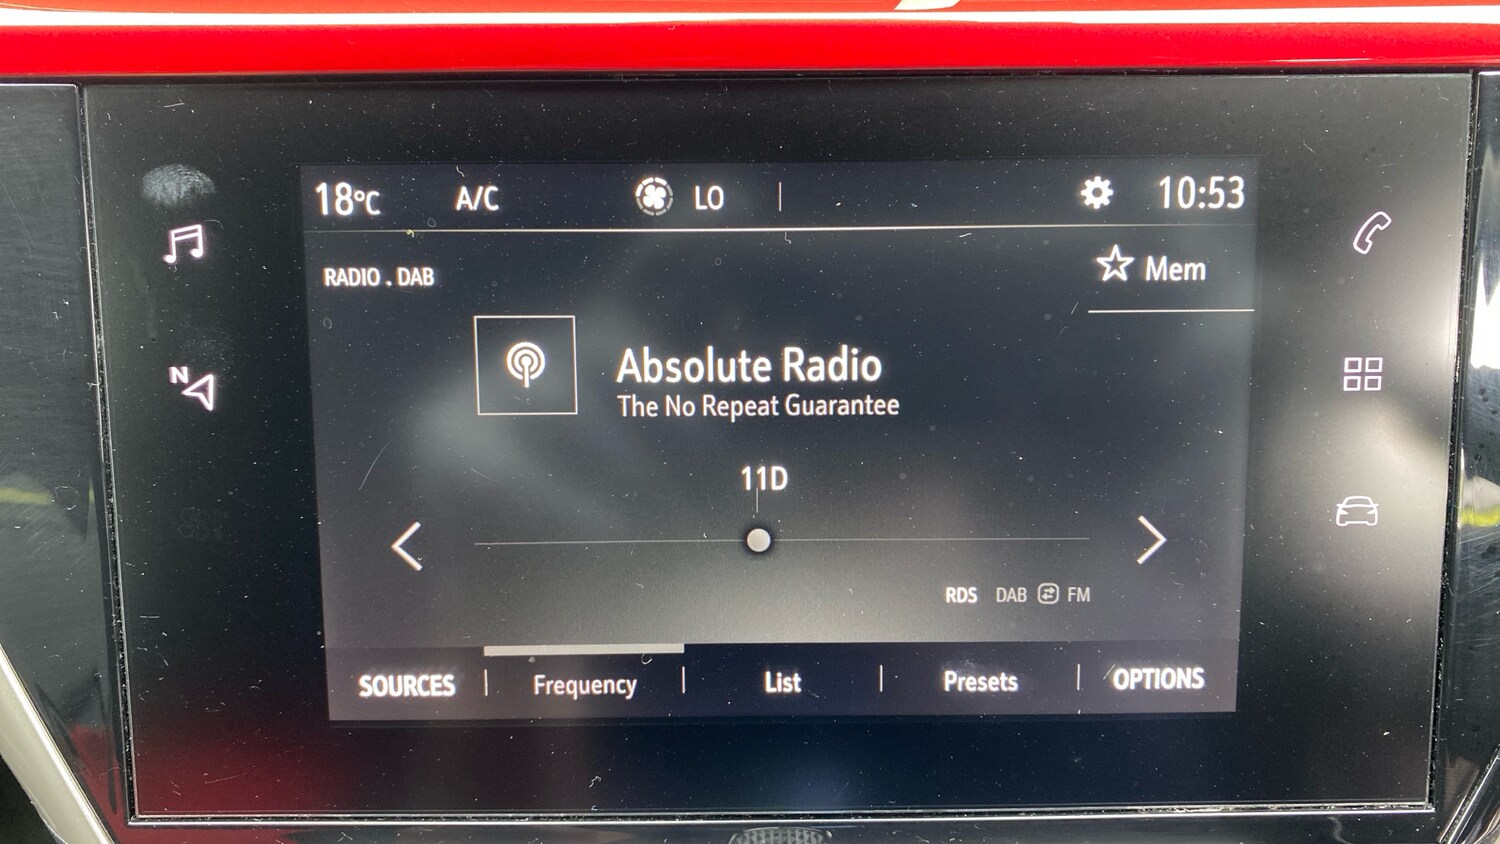 18°C A/C LO 10:53
RADIO . DAB
Mem
Absolute Radio
The No Repeat Guarantee
N
11D
RDS DAB FM
SOURCES Frequency List Presets OPTIONS